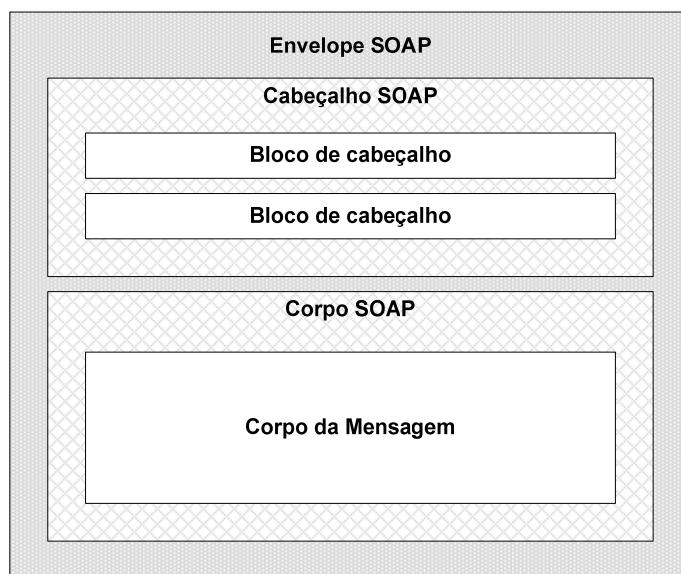 Envelope SOAP
Cabeçalho SOAP
Bloco de cabeçalho
Bloco de cabeçalho
Corpo SOAP
Corpo da Mensagem